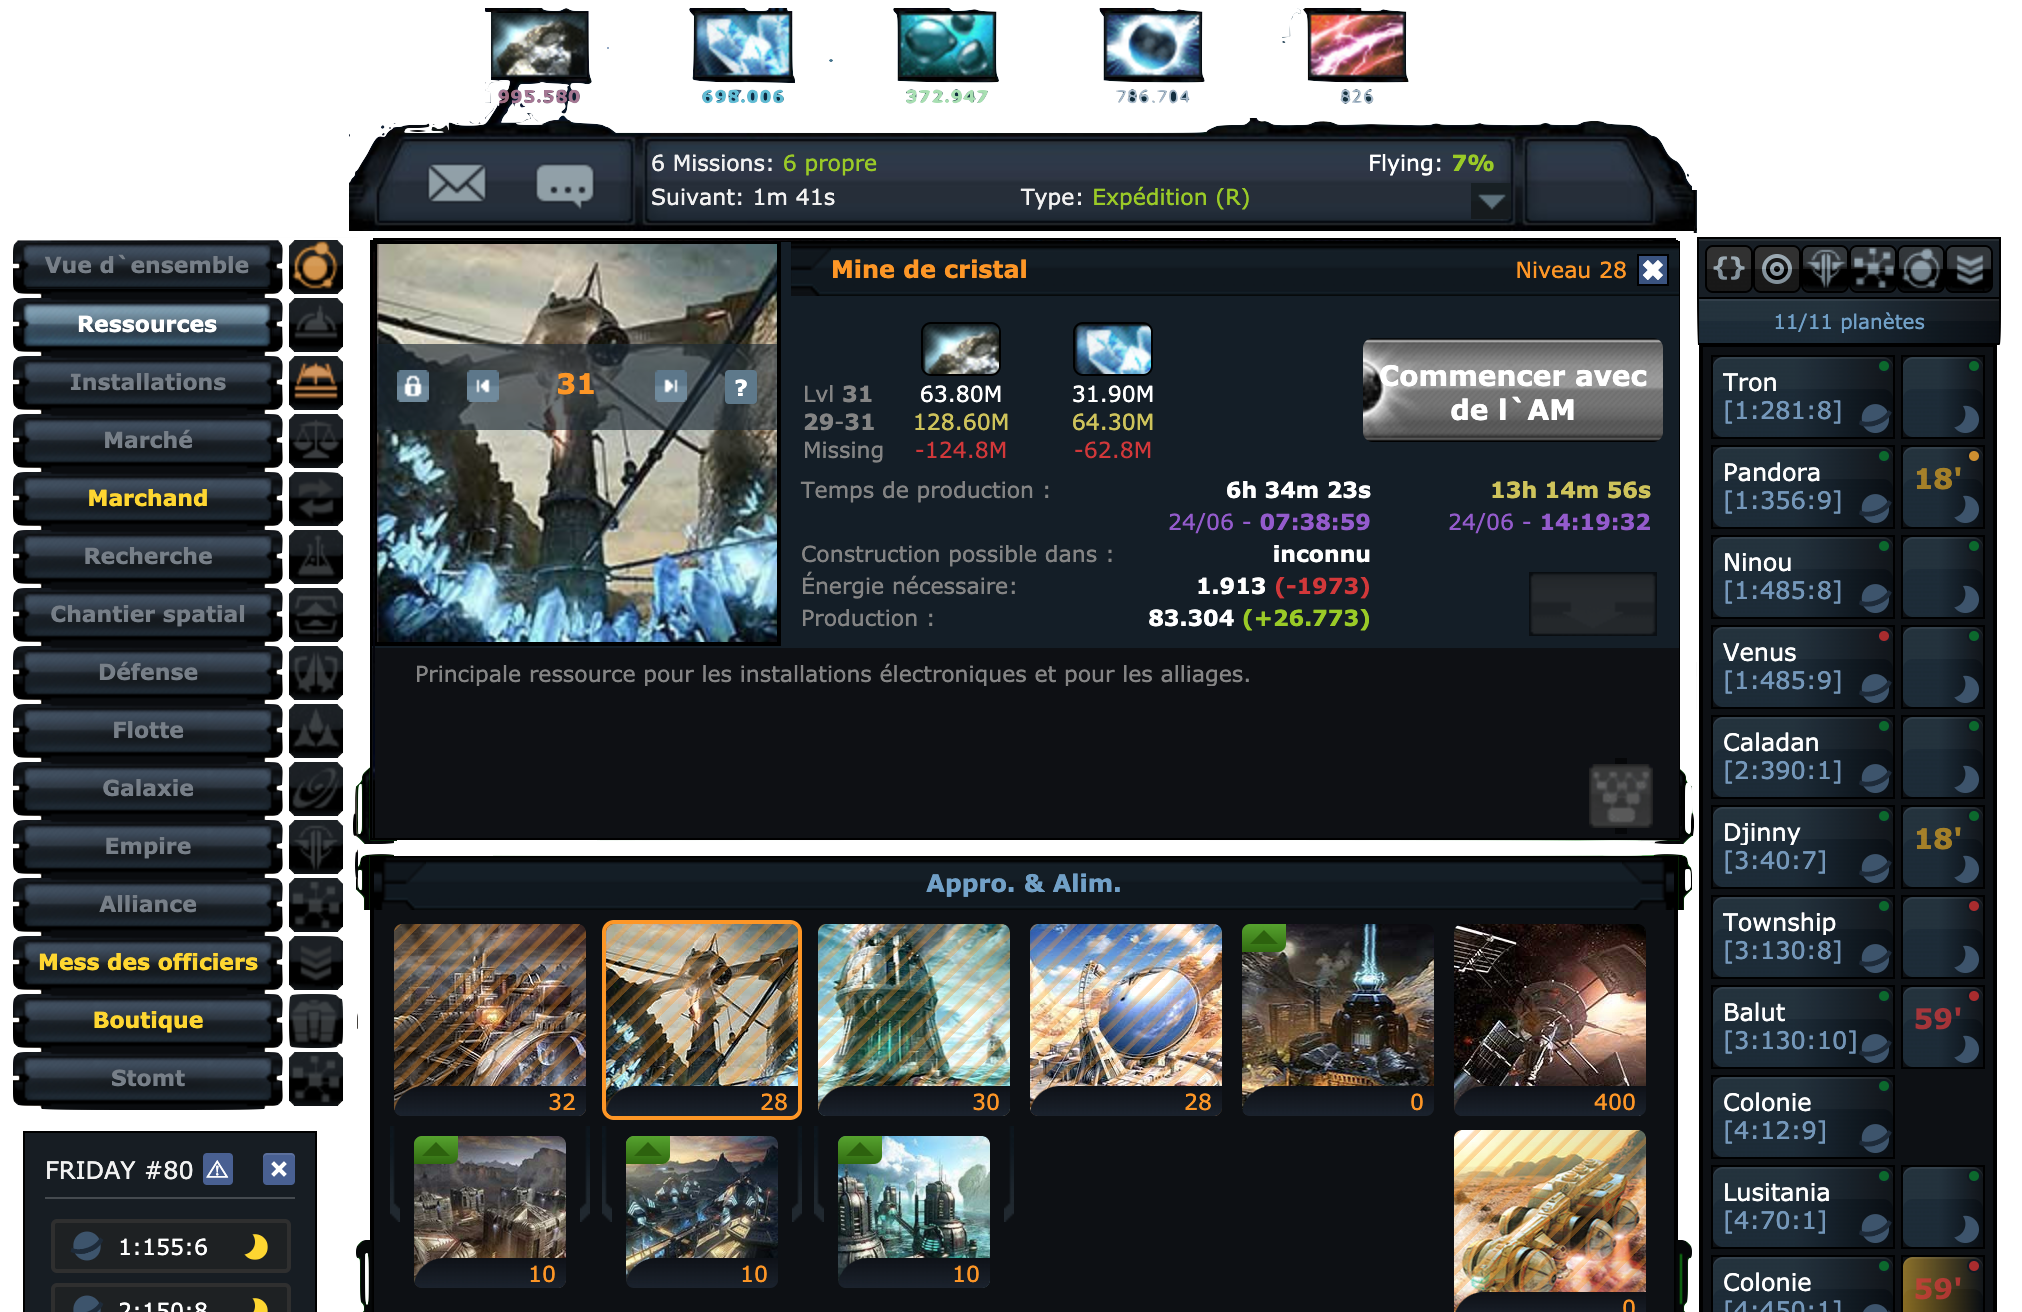 995.580
698.006
372.947
786.704
826
6 Missions: 6 propre
Flying: 7%
Suivant: 1m 41s
Type: Expédition (R)
Vue d`ensemble
Ressources
Installations
Marché
Marchand
Recherche
Chantier spatial
Défense
Flotte
Galaxie
Empire
Alliance
Mess des officiers
Boutique
Stomt
FRIDAY #80
1:155:6
2:150:8
31
?
Mine de cristal
Niveau 28
Lvl 31 63.80M 31.90M
29-31 128.60M 64.30M
Missing -124.8M -62.8M
Commencer avec
de l`AM
Temps de production : 6h 34m 23s 13h 14m 56s
24/06 - 07:38:59 24/06 - 14:19:32
Construction possible dans : inconnu
Énergie nécessaire: 1.913 (-1973)
Production : 83.304 (+26.773)
Principale ressource pour les installations électroniques et pour les alliages.
Appro. & Alim.
32
28
30
28
0
400
10
10
10
0
11/11 planètes
Tron
[1:281:8]
Pandora
[1:356:9]
18'
Ninou
[1:485:8]
Venus
[1:485:9]
Caladan
[2:390:1]
Djinny
[3:40:7]
18'
Township
[3:130:8]
Balut
[3:130:10]
59'
Colonie
[4:12:9]
Lusitania
[4:70:1]
Colonie
[4:450:1]
59'